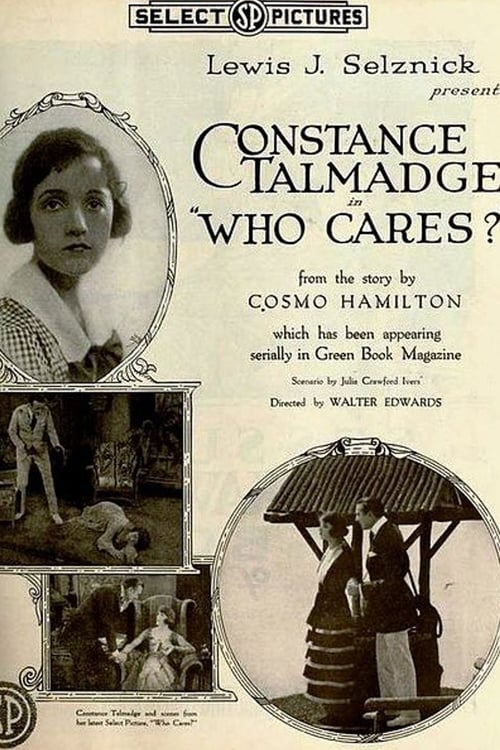 SELECT SP PICTURES
Lewis J. Selznick
present
CONSTANCE
TALMADGE
in
"WHO CARES?
from the story by
COSMO HAMILTON
which has been appearing
serially in Green Book Magazine
Scenario by Julia Crawford Ivers
Directed by WALTER EDWARDS
Constance Talmadge and scenes from
her latest Select Picture, "Who Cares?"
SP